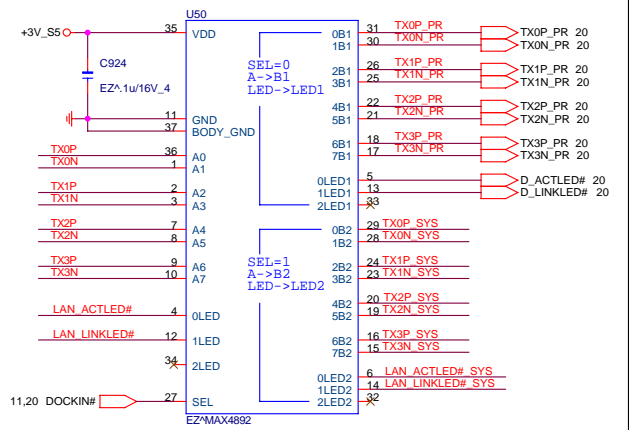 U50
+3V_S5
35
VDD
C924
EZ^.1u/16V_4
11
GND
37
BODY_GND
TX0P
36
A0
TX0N
1
A1
TX1P
2
A2
TX1N
3
A3
TX2P
7
A4
TX2N
8
A5
TX3P
9
A6
TX3N
10
A7
LAN_ACTLED#
4
0LED
LAN_LINKLED#
12
1LED
34
2LED
11,20 DOCKIN#
27
SEL
SEL=0
A->B1
LED->LED1
SEL=1
A->B2
LED->LED2
0B1
31
TX0P_PR
TX0P_PR 20
1B1
30
TX0N_PR
TX0N_PR 20
2B1
26
TX1P_PR
TX1P_PR 20
3B1
25
TX1N_PR
TX1N_PR 20
4B1
22
TX2P_PR
TX2P_PR 20
5B1
21
TX2N_PR
TX2N_PR 20
6B1
18
TX3P_PR
TX3P_PR 20
7B1
17
TX3N_PR
TX3N_PR 20
0LED1
5
D_ACTLED# 20
1LED1
13
D_LINKLED# 20
2LED1
33
0B2
29
TX0P_SYS
1B2
28
TX0N_SYS
2B2
24
TX1P_SYS
3B2
23
TX1N_SYS
4B2
20
TX2P_SYS
5B2
19
TX2N_SYS
6B2
16
TX3P_SYS
7B2
15
TX3N_SYS
0LED2
6
LAN_ACTLED#_SYS
1LED2
14
LAN_LINKLED#_SYS
2LED2
32
EZ^MAX4892